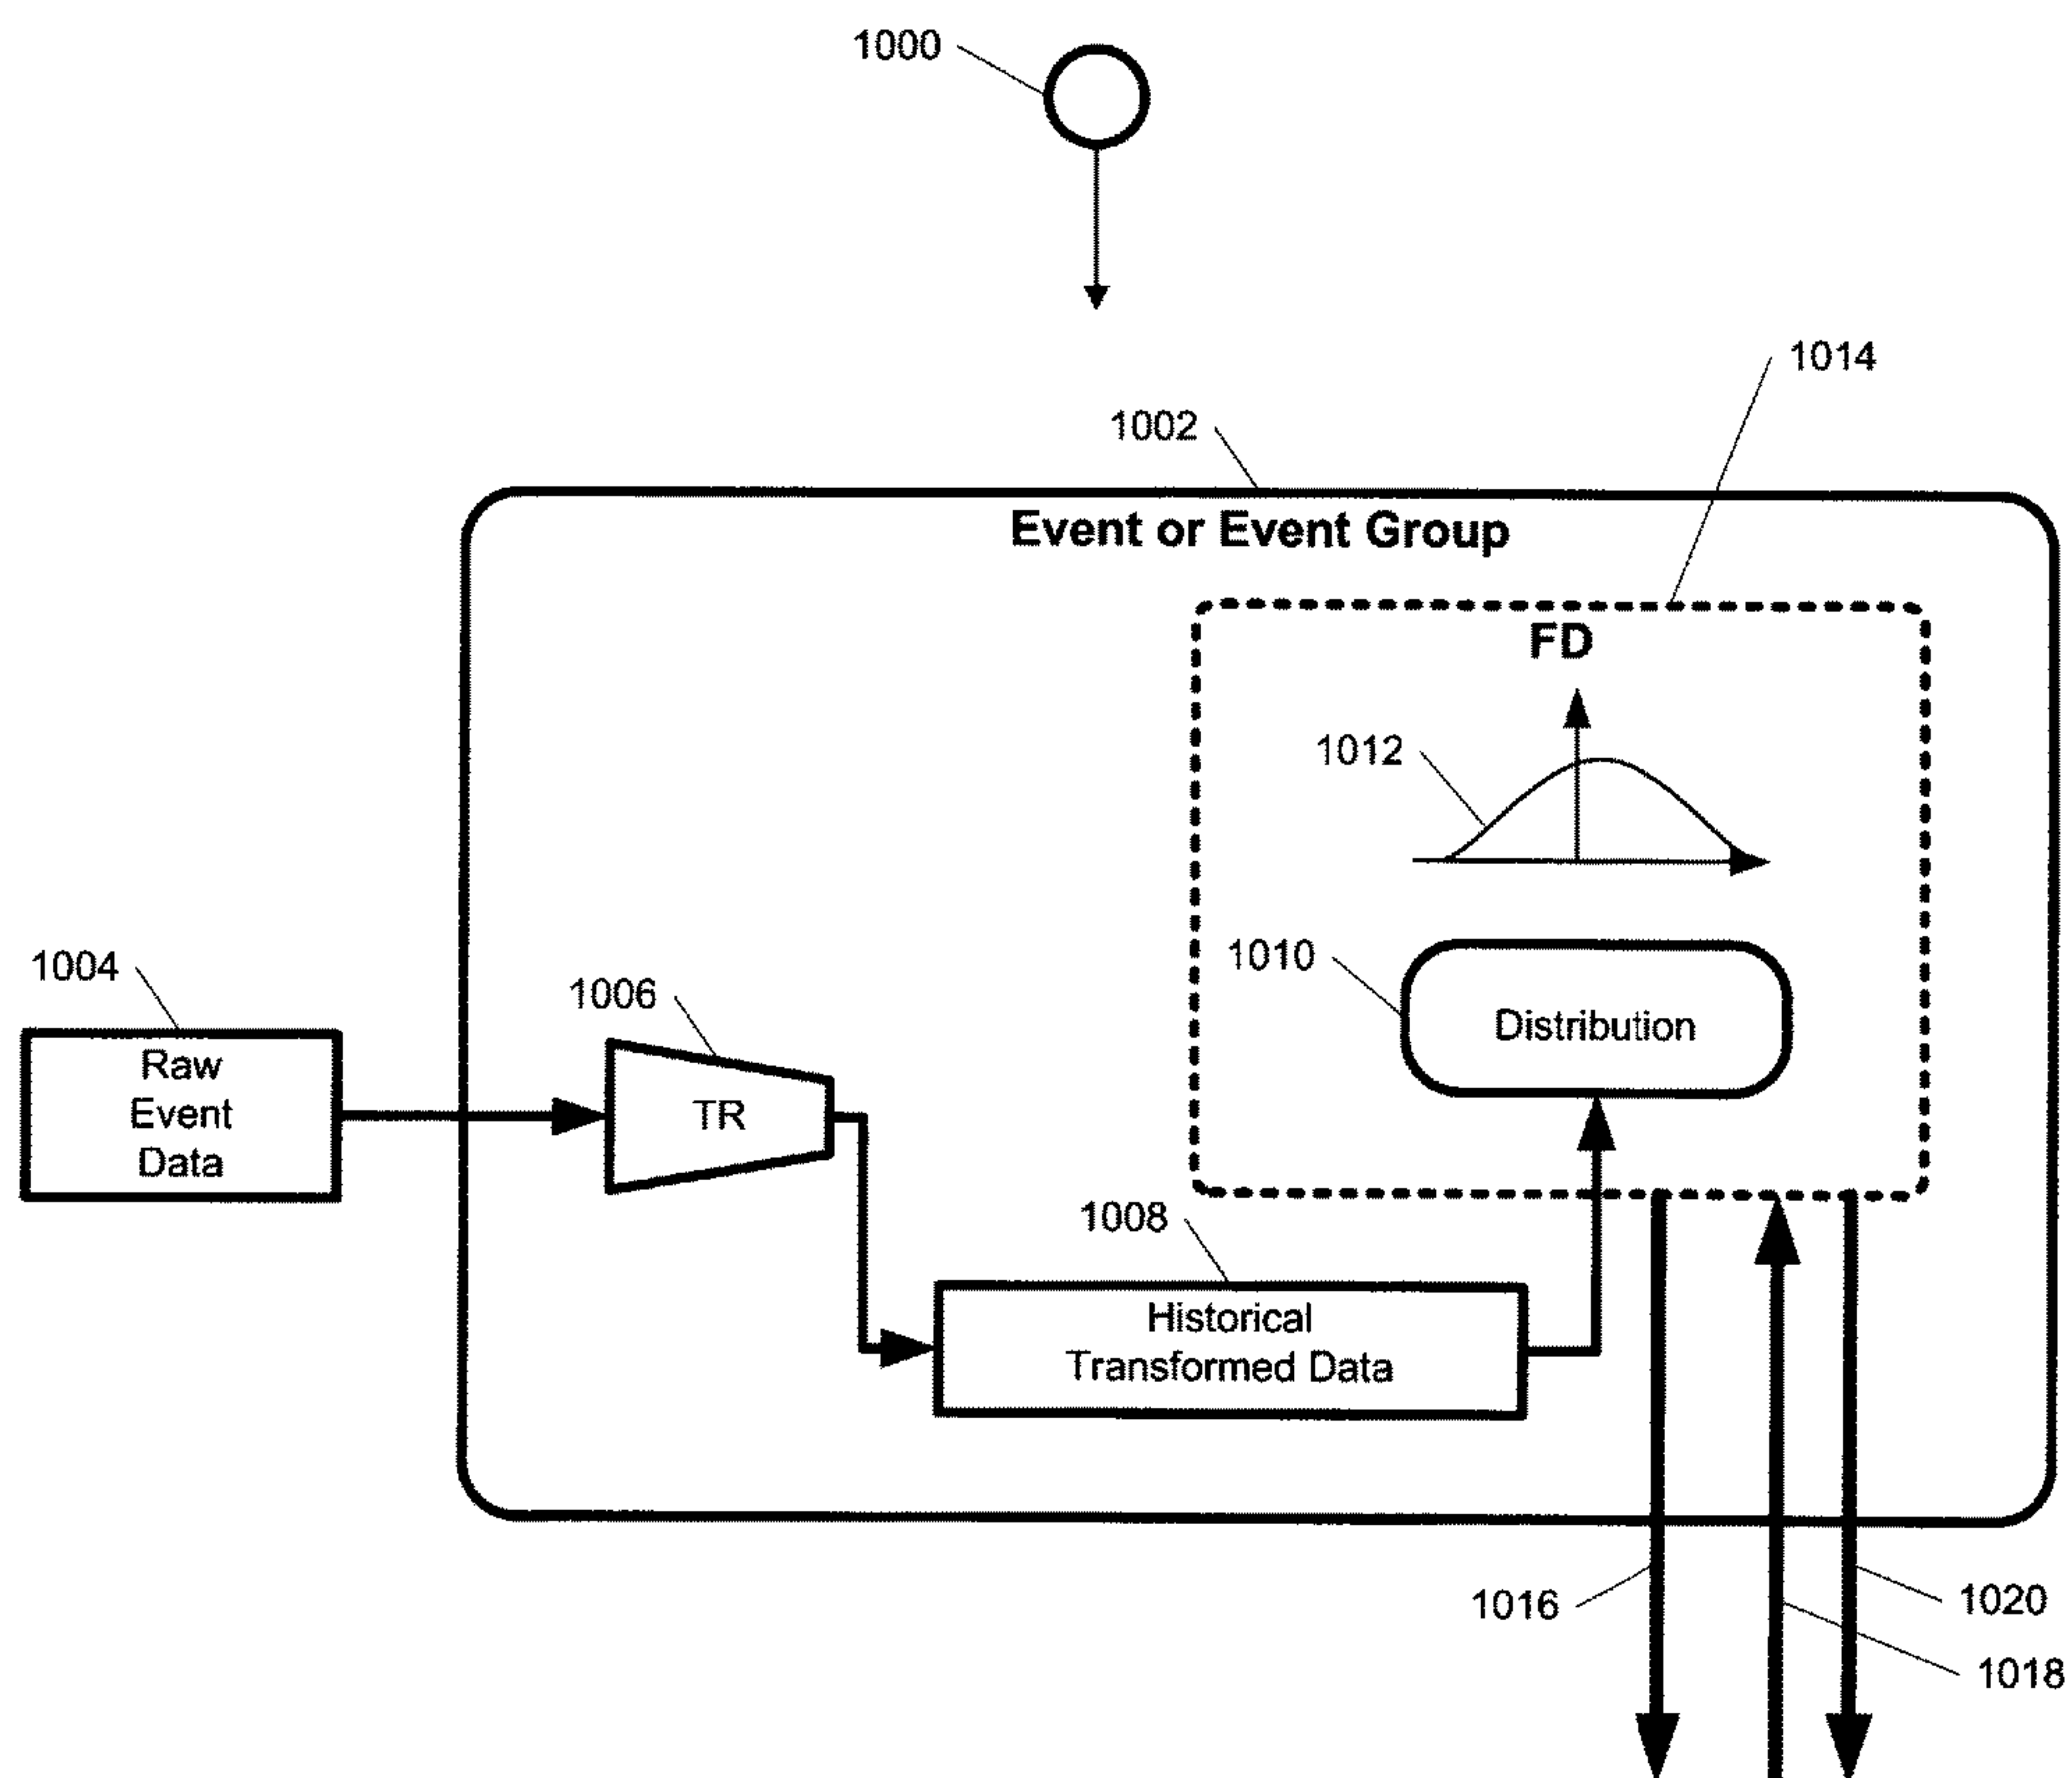 1000
1014
1002
Event or Event Group
FD
1012
1004
1006
1010
Raw
Event
Data
TR
Distribution
1008
Historical
Transformed Data
1016
1020
1018